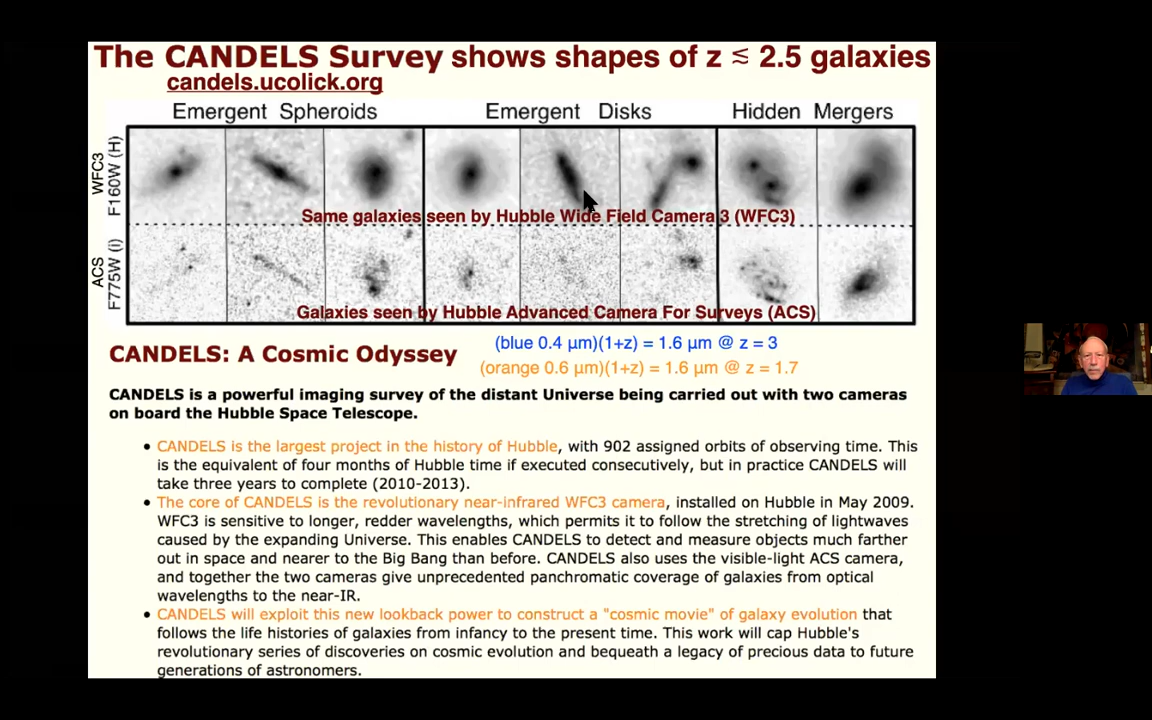 The CANDELS Survey shows shapes of z ≲ 2.5 galaxies
candels.ucolick.org
Emergent Spheroids Emergent Disks Hidden Mergers
WFC3
F160W (H)
Same galaxies seen by Hubble Wide Field Camera 3 (WFC3)
ACS
F775W (i)
Galaxies seen by Hubble Advanced Camera For Surveys (ACS)
CANDELS: A Cosmic Odyssey
(blue 0.4 μm)(1+z) = 1.6 μm @ z = 3
(orange 0.6 μm)(1+z) = 1.6 μm @ z = 1.7
CANDELS is a powerful imaging survey of the distant Universe being carried out with two cameras
on board the Hubble Space Telescope.
• CANDELS is the largest project in the history of Hubble, with 902 assigned orbits of observing time. This
is the equivalent of four months of Hubble time if executed consecutively, but in practice CANDELS will
take three years to complete (2010-2013).
• The core of CANDELS is the revolutionary near-infrared WFC3 camera, installed on Hubble in May 2009.
WFC3 is sensitive to longer, redder wavelengths, which permits it to follow the stretching of lightwaves
caused by the expanding Universe. This enables CANDELS to detect and measure objects much farther
out in space and nearer to the Big Bang than before. CANDELS also uses the visible-light ACS camera,
and together the two cameras give unprecedented panchromatic coverage of galaxies from optical
wavelengths to the near-IR.
• CANDELS will exploit this new lookback power to construct a "cosmic movie" of galaxy evolution that
follows the life histories of galaxies from infancy to the present time. This work will cap Hubble's
revolutionary series of discoveries on cosmic evolution and bequeath a legacy of precious data to future
generations of astronomers.